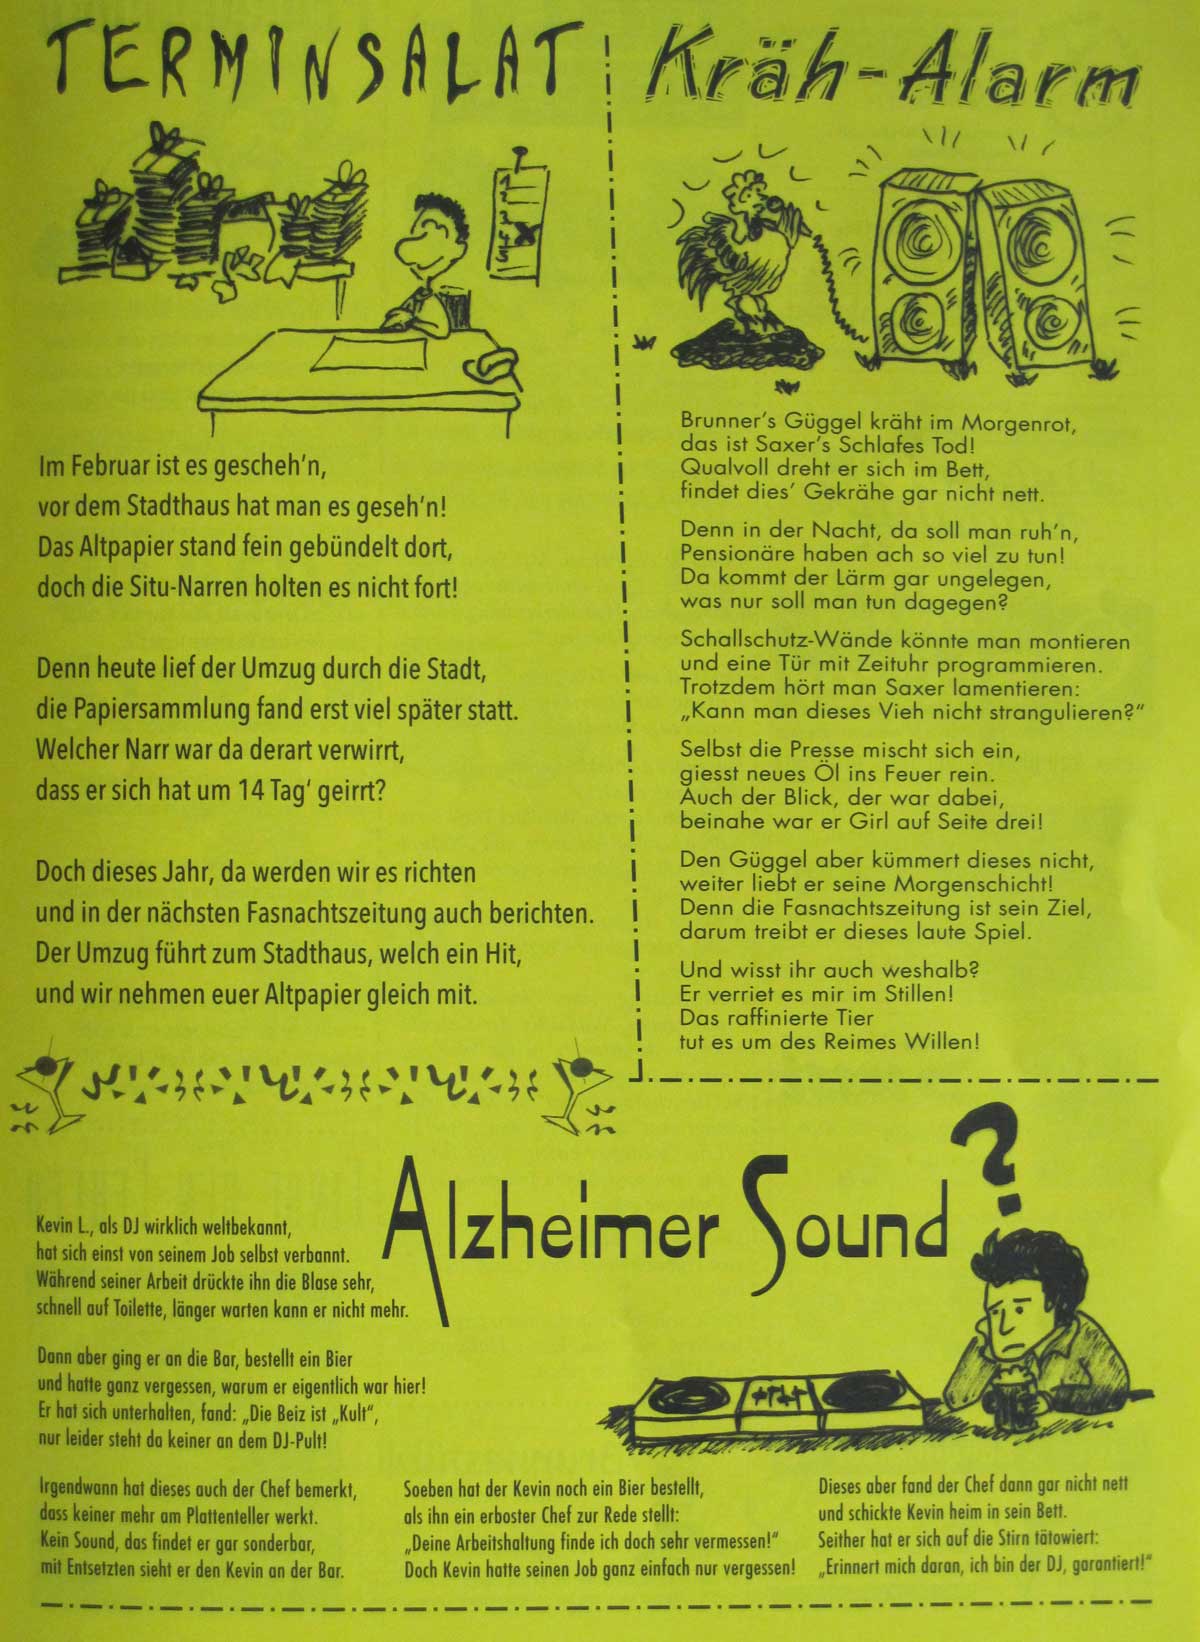 TERMINSALAT
Im Februar ist es gescheh'n,
vor dem Stadthaus hat man es geseh'n!
Das Altpapier stand fein gebündelt dort,
doch die Situ-Narren holten es nicht fort!
Denn heute lief der Umzug durch die Stadt,
die Papiersammlung fand erst viel später statt.
Welcher Narr war da derart verwirrt,
dass er sich hat um 14 Tag' geirrt?
Doch dieses Jahr, da werden wir es richten
und in der nächsten Fasnachtszeitung auch berichten.
Der Umzug führt zum Stadthaus, welch ein Hit,
und wir nehmen euer Altpapier gleich mit.
Kräh-Alarm
Brunner's Güggel kräht im Morgenrot,
das ist Saxer's Schlafes Tod!
Qualvoll dreht er sich im Bett,
findet dies' Gekrähe gar nicht nett.
Denn in der Nacht, da soll man ruh'n,
Pensionäre haben ach so viel zu tun!
Da kommt der Lärm gar ungelegen,
was nur soll man tun dagegen?
Schallschutz-Wände könnte man montieren
und eine Tür mit Zeituhr programmieren.
Trotzdem hört man Saxer lamentieren:
„Kann man dieses Vieh nicht strangulieren?“
Selbst die Presse mischt sich ein,
giesst neues Öl ins Feuer rein.
Auch der Blick, der war dabei,
beinahe war er Girl auf Seite drei!
Den Güggel aber kümmert dieses nicht,
weiter liebt er seine Morgenschicht!
Denn die Fasnachtszeitung ist sein Ziel,
darum treibt er dieses laute Spiel.
Und wisst ihr auch weshalb?
Er verriet es mir im Stillen!
Das raffinierte Tier
tut es um des Reimes Willen!
Alzheimer Sound
?
Kevin L., als DJ wirklich weltbekannt,
hat sich einst von seinem Job selbst verbannt.
Während seiner Arbeit drückte ihn die Blase sehr,
schnell auf Toilette, länger warten kann er nicht mehr.
Dann aber ging er an die Bar, bestellt ein Bier
und hatte ganz vergessen, warum er eigentlich war hier!
Er hat sich unterhalten, fand: „Die Beiz ist „Kult“,
nur leider steht da keiner an dem DJ-Pult!
Irgendwann hat dieses auch der Chef bemerkt,
dass keiner mehr am Plattenteller werkt.
Kein Sound, das findet er gar sonderbar,
mit Entsetzten sieht er den Kevin an der Bar.
Soeben hat der Kevin noch ein Bier bestellt,
als ihn ein erboster Chef zur Rede stellt:
„Deine Arbeitshaltung finde ich doch sehr vermessen!“
Doch Kevin hatte seinen Job ganz einfach nur vergessen!
Dieses aber fand der Chef dann gar nicht nett
und schickte Kevin heim in sein Bett.
Seither hat er sich auf die Stirn tätowiert:
„Erinnert mich daran, ich bin der DJ, garantiert!“